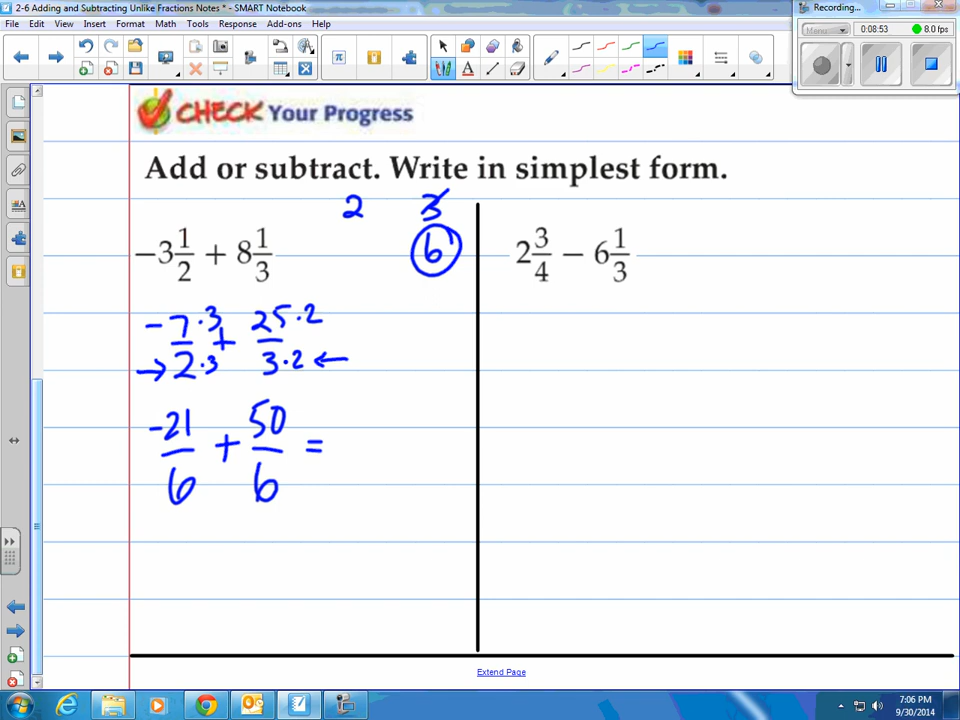 2-6 Adding and Subtracting Unlike Fractions Notes * - SMART Notebook
File Edit View Insert Format Math Tools Response Add-ons Help
Recording...
Menu 00:08:53 8.0 fps
CHECK Your Progress
Add or subtract. Write in simplest form.
2 3
6
−3 1/2 + 8 1/3
-7·3/2·3 + 25·2/3·2
-21/6 + 50/6 =
2 3/4 − 6 1/3
Extend Page
7:06 PM
9/30/2014